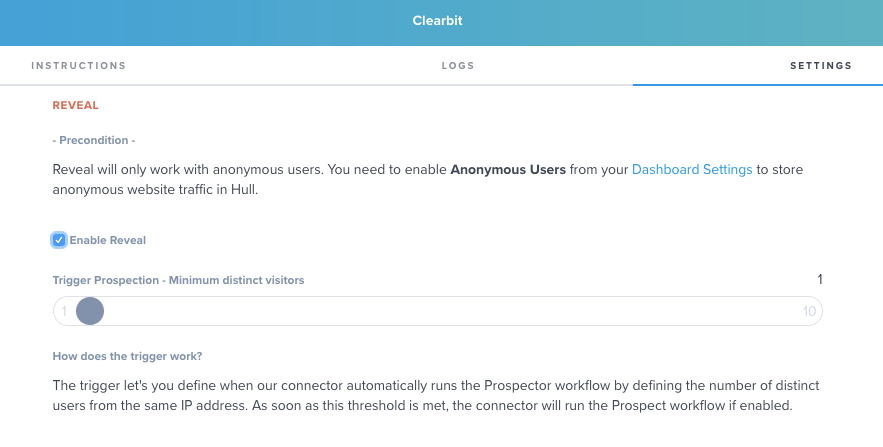 Clearbit
INSTRUCTIONS
LOGS
SETTINGS
REVEAL
- Precondition -
Reveal will only work with anonymous users. You need to enable Anonymous Users from your Dashboard Settings to store
anonymous website traffic in Hull.
Enable Reveal
Trigger Prospection - Minimum distinct visitors
1
1
10
How does the trigger work?
The trigger let's you define when our connector automatically runs the Prospector workflow by defining the number of distinct
users from the same IP address. As soon as this threshold is met, the connector will run the Prospect workflow if enabled.